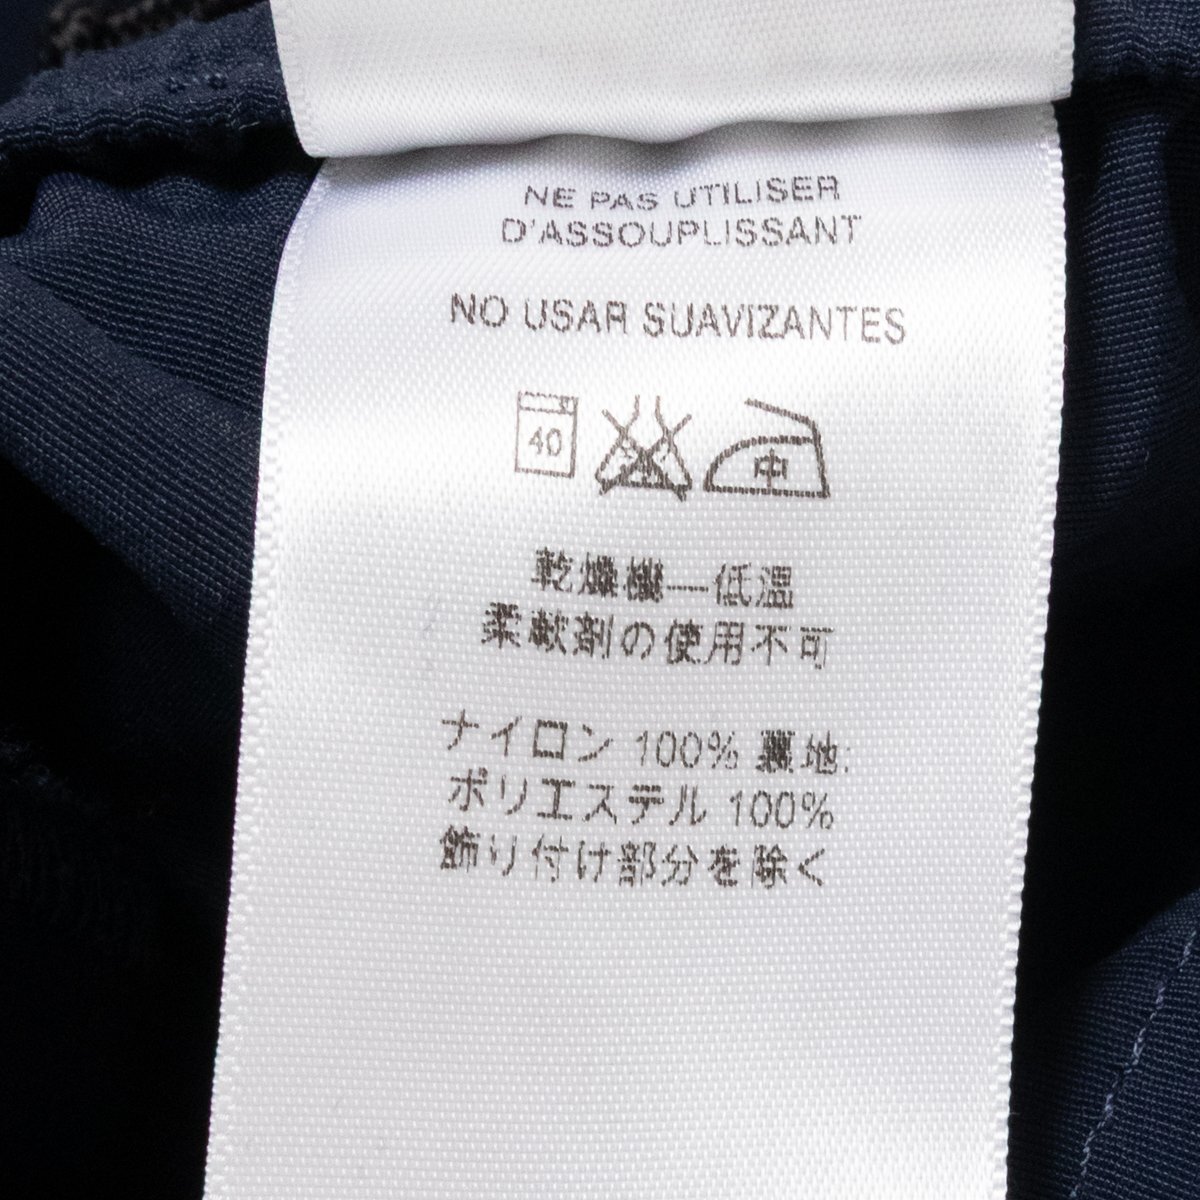 NE PAS UTILISER
D'ASSOUPLISSANT
NO USAR SUAVIZANTES
40
中
乾燥機—低温
柔軟剤の使用不可
ナイロン 100% 裏地:
ポリエステル 100%
飾り付け部分を除く